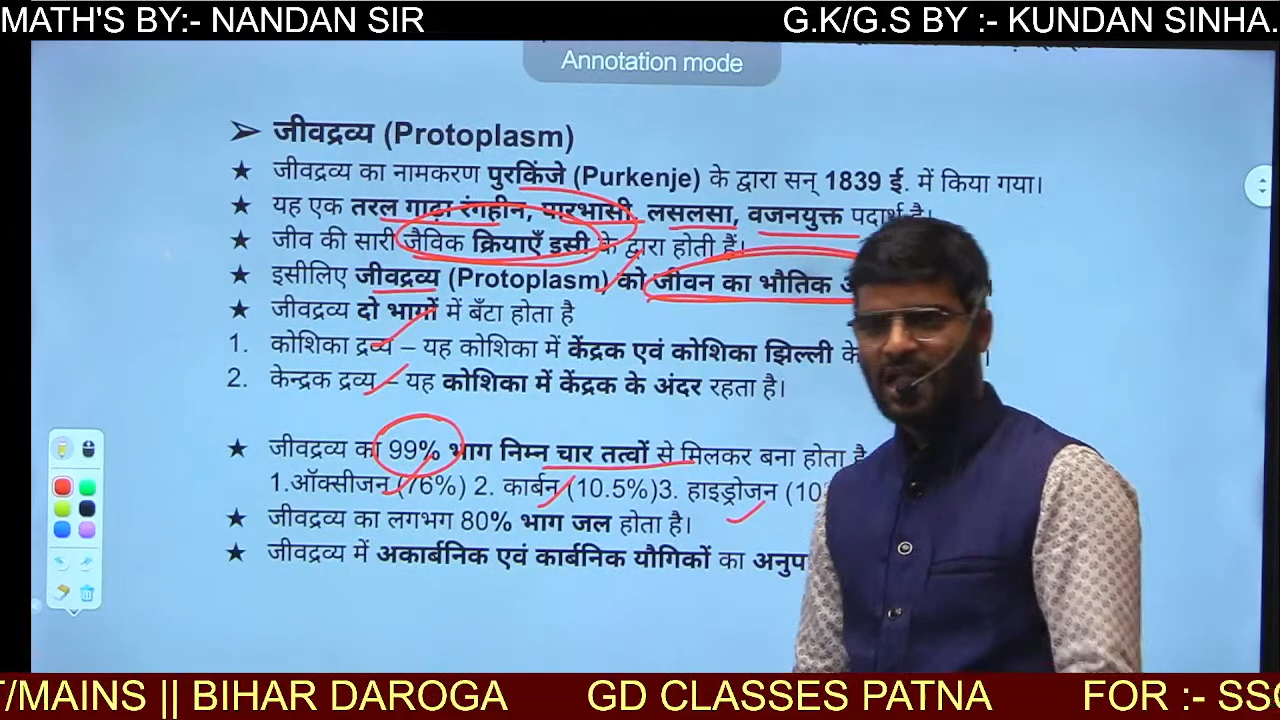 MATH'S BY:- NANDAN SIR
G.K/G.S BY :- KUNDAN SINHA.
Annotation mode
➢ जीवद्रव्य (Protoplasm)
★ जीवद्रव्य का नामकरण पुरकिंजे (Purkenje) के द्वारा सन् 1839 ई. में किया गया।
★ यह एक तरल गाढ़ा रंगहीन, पारभासी, लसलसा, वजनयुक्त पदार्थ है।
★ जीव की सारी जैविक क्रियाएँ इसी के द्वारा होती हैं।
★ इसीलिए जीवद्रव्य (Protoplasm) को जीवन का भौतिक
★ जीवद्रव्य दो भागों में बँटा होता है
1. कोशिका द्रव्य – यह कोशिका में केंद्रक एवं कोशिका झिल्ली के
2. केन्द्रक द्रव्य – यह कोशिका में केंद्रक के अंदर रहता है।
★ जीवद्रव्य का 99% भाग निम्न चार तत्वों से मिलकर बना होता है
1.ऑक्सीजन (76%) 2. कार्बन (10.5%)3. हाइड्रोजन (10
★ जीवद्रव्य का लगभग 80% भाग जल होता है।
★ जीवद्रव्य में अकार्बनिक एवं कार्बनिक यौगिकों का
T/MAINS || BIHAR DAROGA GD CLASSES PATNA FOR :- SSC